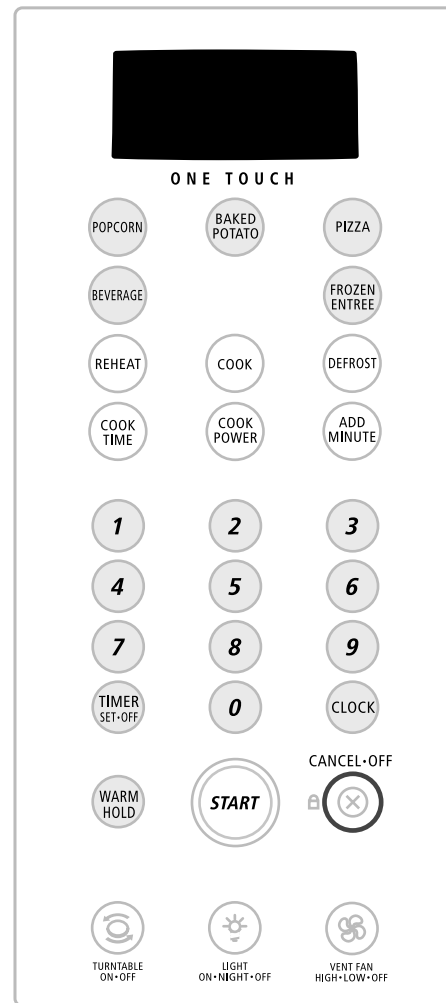 ONE TOUCH
POPCORN
BAKED
POTATO
PIZZA
BEVERAGE
FROZEN
ENTREE
REHEAT
COOK
DEFROST
COOK
TIME
COOK
POWER
ADD
MINUTE
1
2
3
4
5
6
7
8
9
TIMER
SET•OFF
0
CLOCK
CANCEL•OFF
WARM
HOLD
START
TURNTABLE
ON•OFF
LIGHT
ON•NIGHT•OFF
VENT FAN
HIGH•LOW•OFF